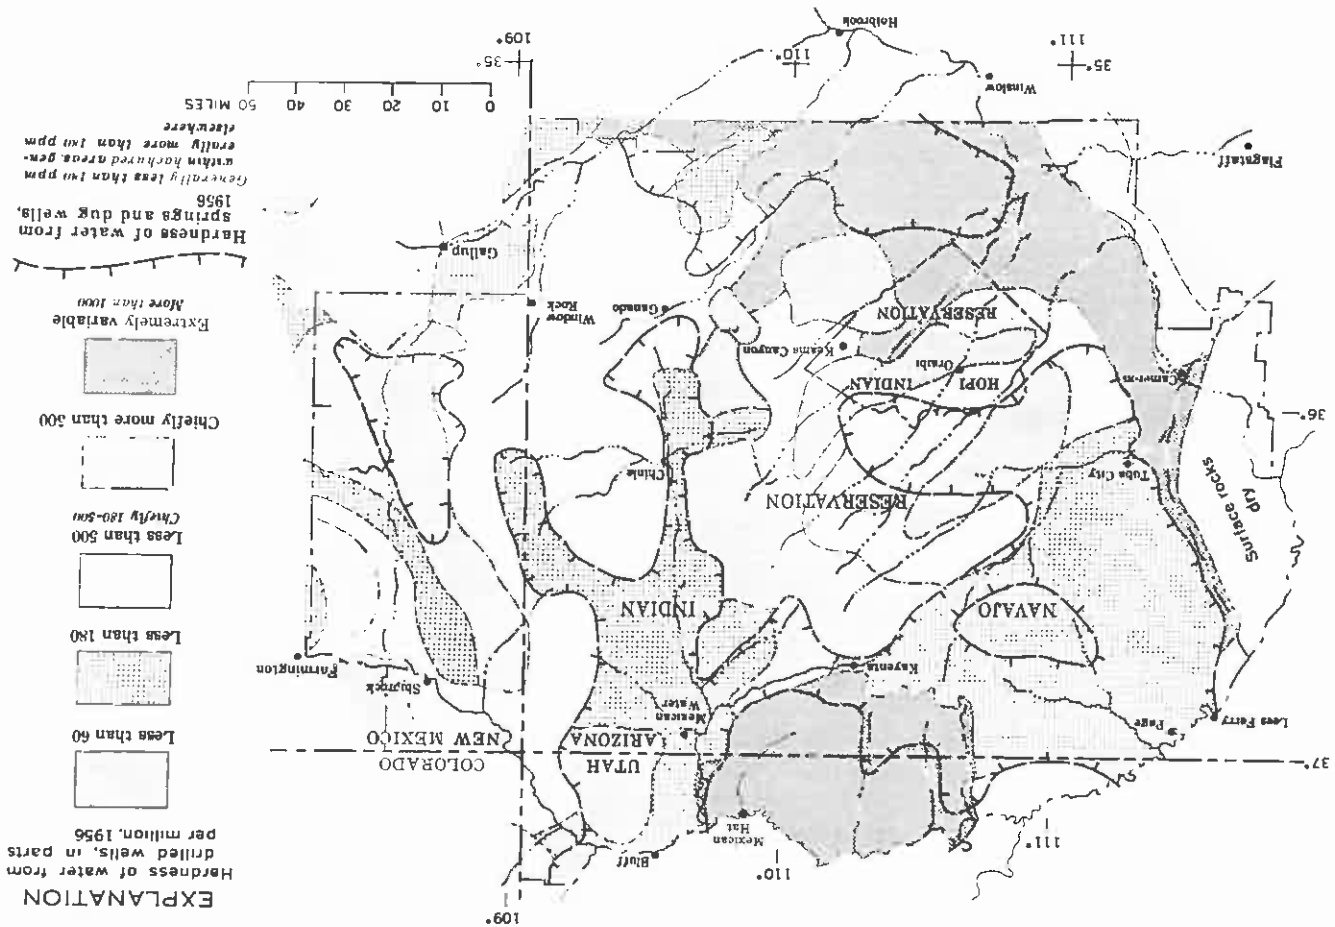 EXPLANATION
Hardness of water from
drilled wells, in parts
per million, 1956
Less than 60
Less than 180
Less than 500
Chiefly 180-500
Chiefly more than 500
Extremely variable
More than 1000
Hardness of water from
springs and dug wells,
1956
Generally less than 180 ppm
within hachured areas; gen-
erally more than 180 ppm
elsewhere
0 10 20 30 40 50 MILES
109°
110°
111°
37°
Bluff
Mexican
Hat
UTAH
ARIZONA
COLORADO
NEW MEXICO
Mexican
Water
Page
Lees Ferry
Shiprock
Farmington
Kayenta
NAVAJO
INDIAN
RESERVATION
Surface
dry rocks
Tuba City
Chinle
36°
Cameron
HOPI
INDIAN
RESERVATION
Oraibi
Keams Canyon
Ganado
Window
Rock
Gallup
Flagstaff
Winslow
Holbrook
35°
111°
110°
35°
109°